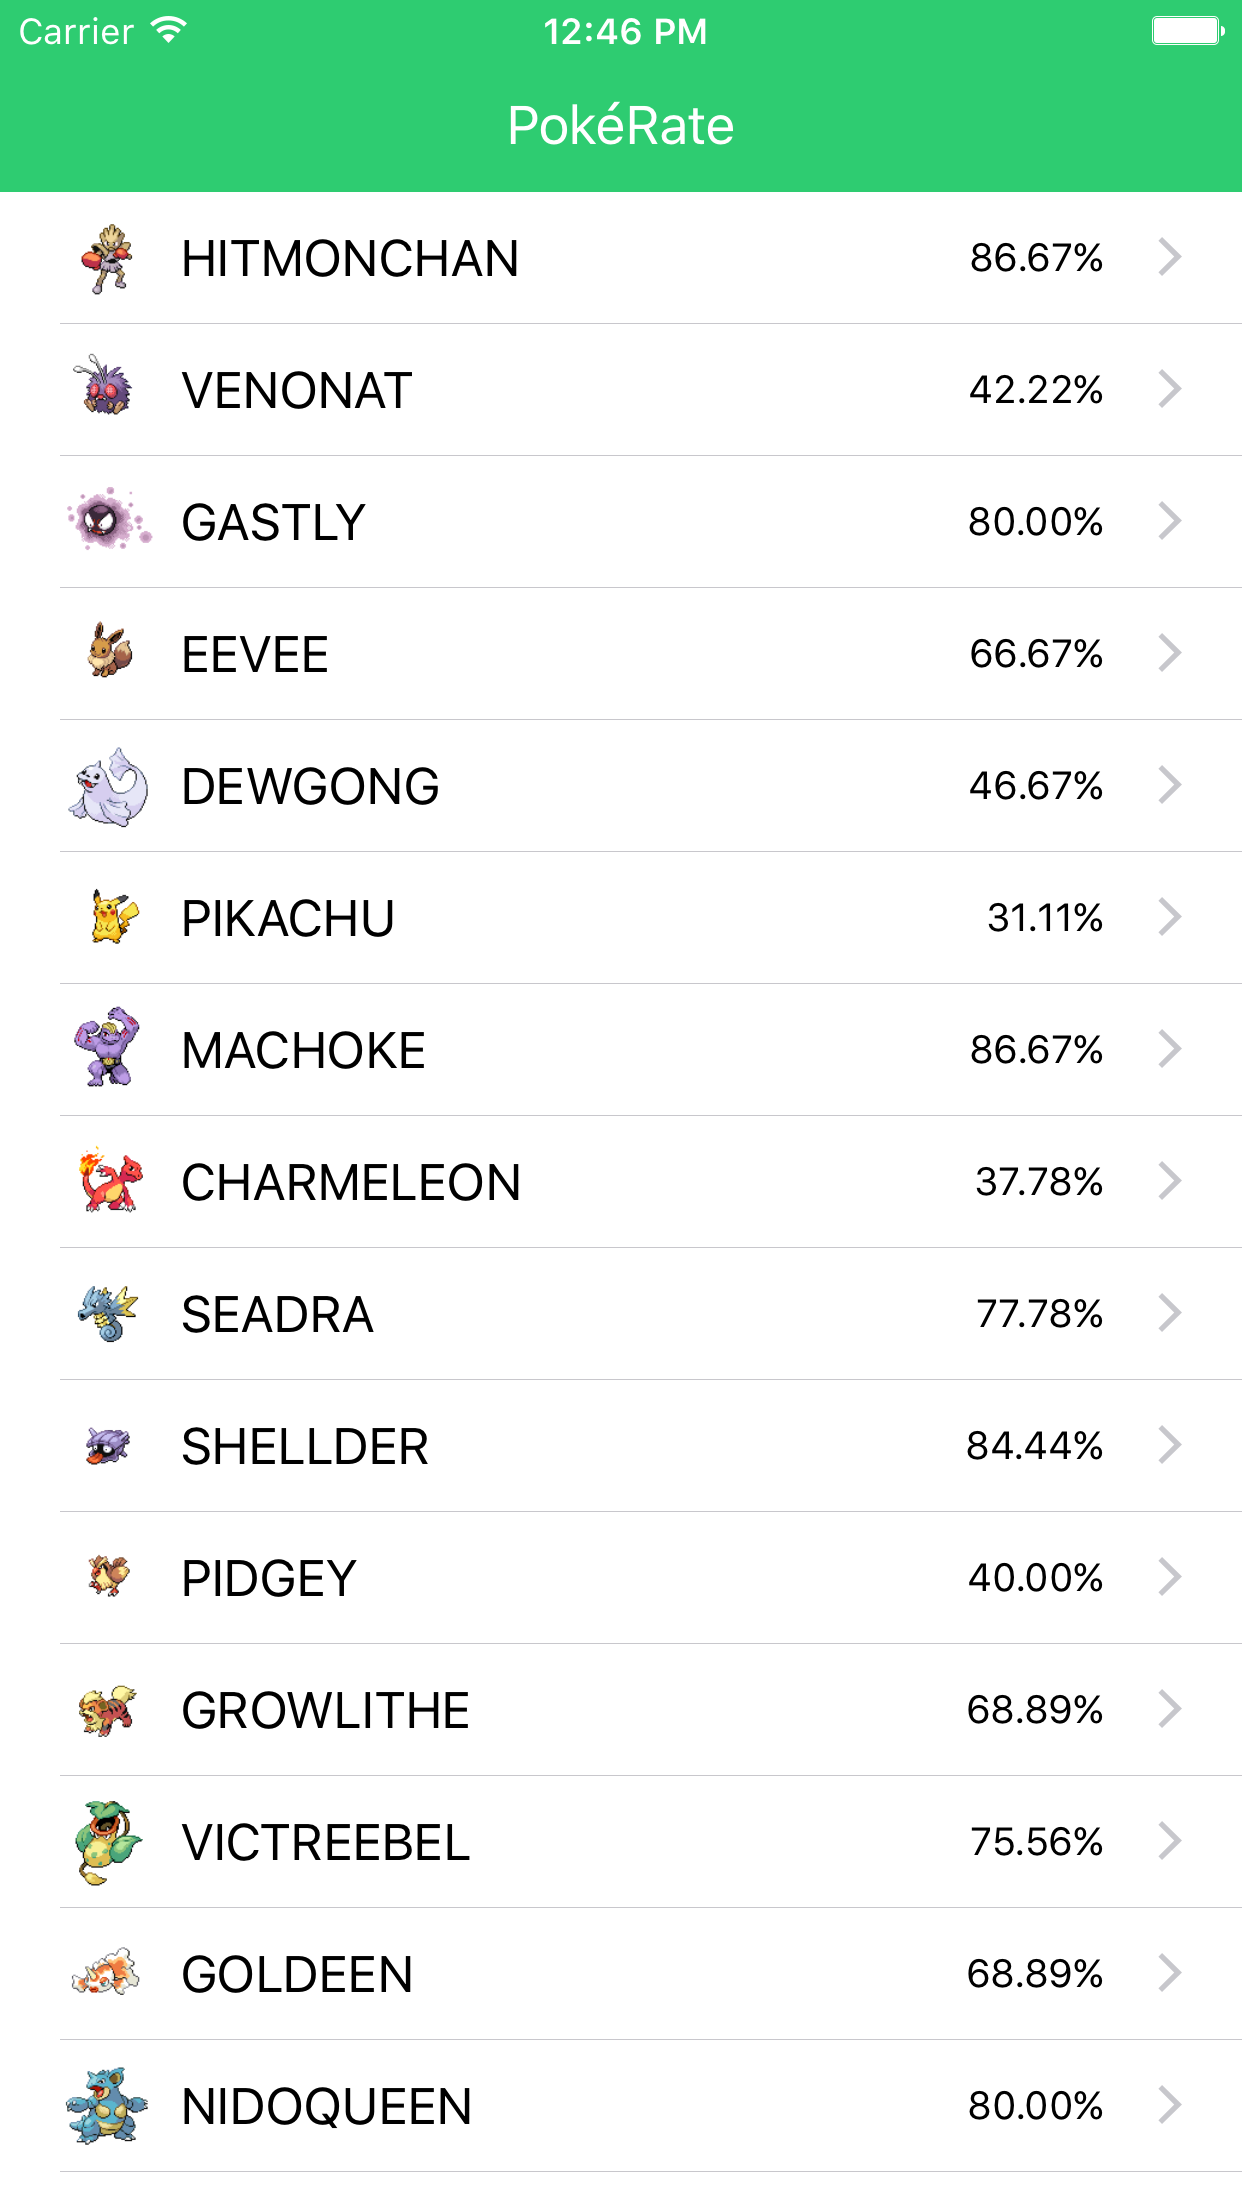 Carrier 12:46 PM
PokéRate
HITMONCHAN 86.67%
VENONAT 42.22%
GASTLY 80.00%
EEVEE 66.67%
DEWGONG 46.67%
PIKACHU 31.11%
MACHOKE 86.67%
CHARMELEON 37.78%
SEADRA 77.78%
SHELLDER 84.44%
PIDGEY 40.00%
GROWLITHE 68.89%
VICTREEBEL 75.56%
GOLDEEN 68.89%
NIDOQUEEN 80.00%